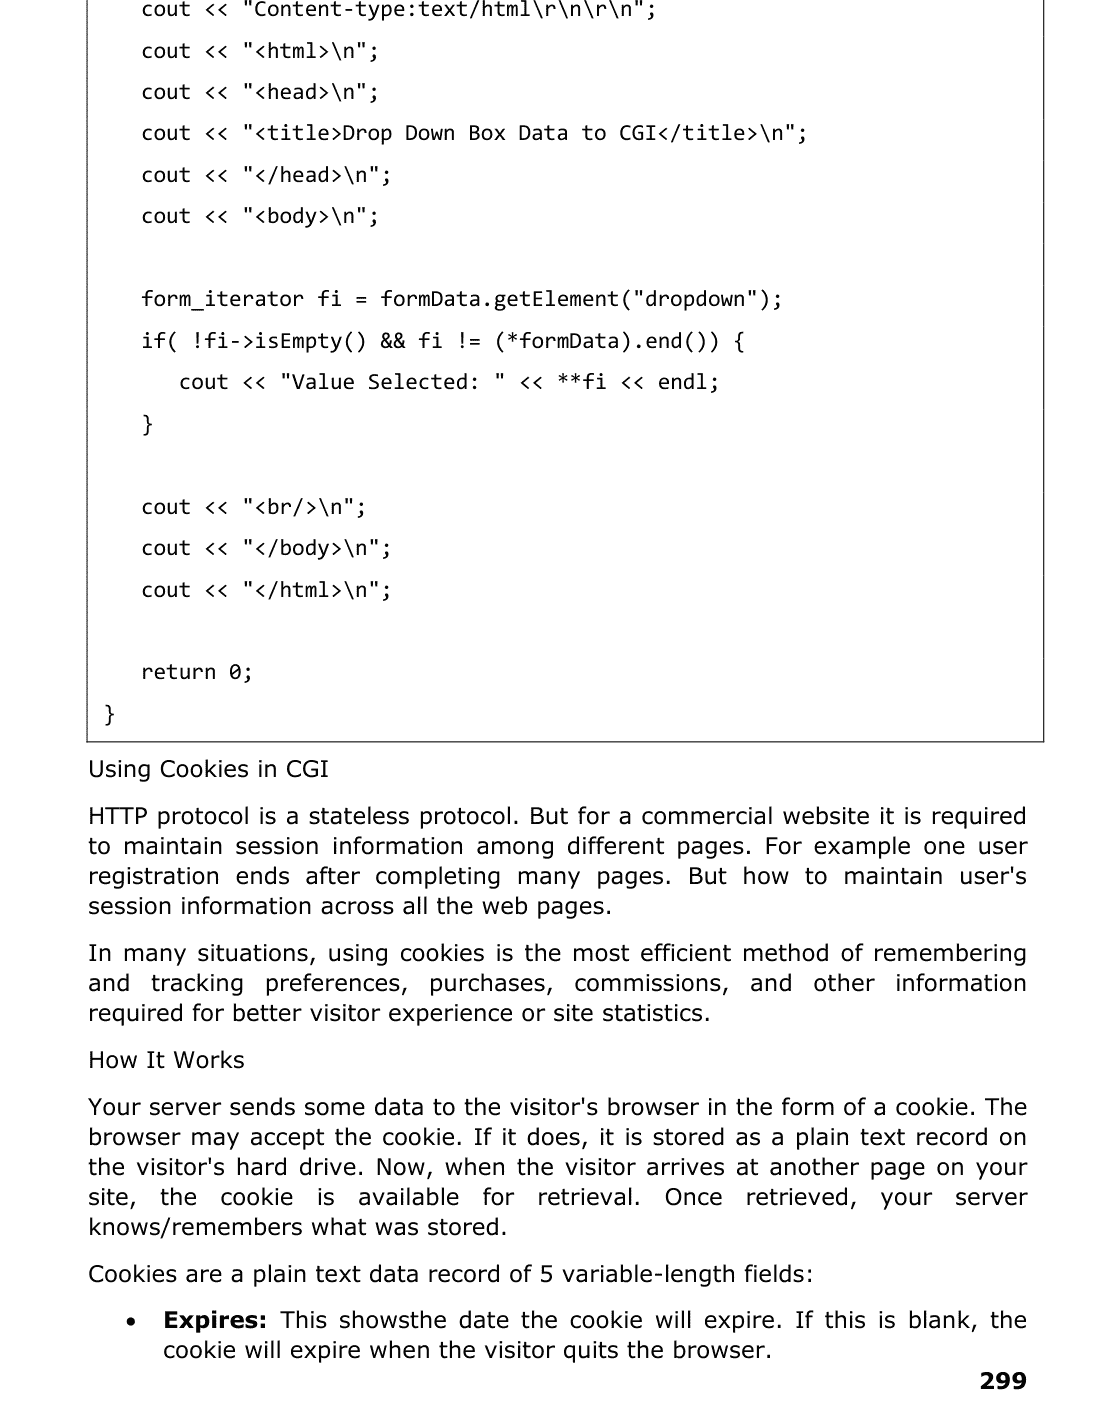 cout << "Content-type:text/html\r\n\r\n";
cout << "<html>\n";
cout << "<head>\n";
cout << "<title>Drop Down Box Data to CGI</title>\n";
cout << "</head>\n";
cout << "<body>\n";
form_iterator fi = formData.getElement("dropdown");
if( !fi->isEmpty() && fi != (*formData).end()) {
cout << "Value Selected: " << **fi << endl;
}
cout << "<br/>\n";
cout << "</body>\n";
cout << "</html>\n";
return 0;
}
Using Cookies in CGI
HTTP protocol is a stateless protocol. But for a commercial website it is required
to maintain session information among different pages. For example one user
registration ends after completing many pages. But how to maintain user's
session information across all the web pages.
In many situations, using cookies is the most efficient method of remembering
and tracking preferences, purchases, commissions, and other information
required for better visitor experience or site statistics.
How It Works
Your server sends some data to the visitor's browser in the form of a cookie. The
browser may accept the cookie. If it does, it is stored as a plain text record on
the visitor's hard drive. Now, when the visitor arrives at another page on your
site, the cookie is available for retrieval. Once retrieved, your server
knows/remembers what was stored.
Cookies are a plain text data record of 5 variable-length fields:
• Expires: This showsthe date the cookie will expire. If this is blank, the
cookie will expire when the visitor quits the browser.
299